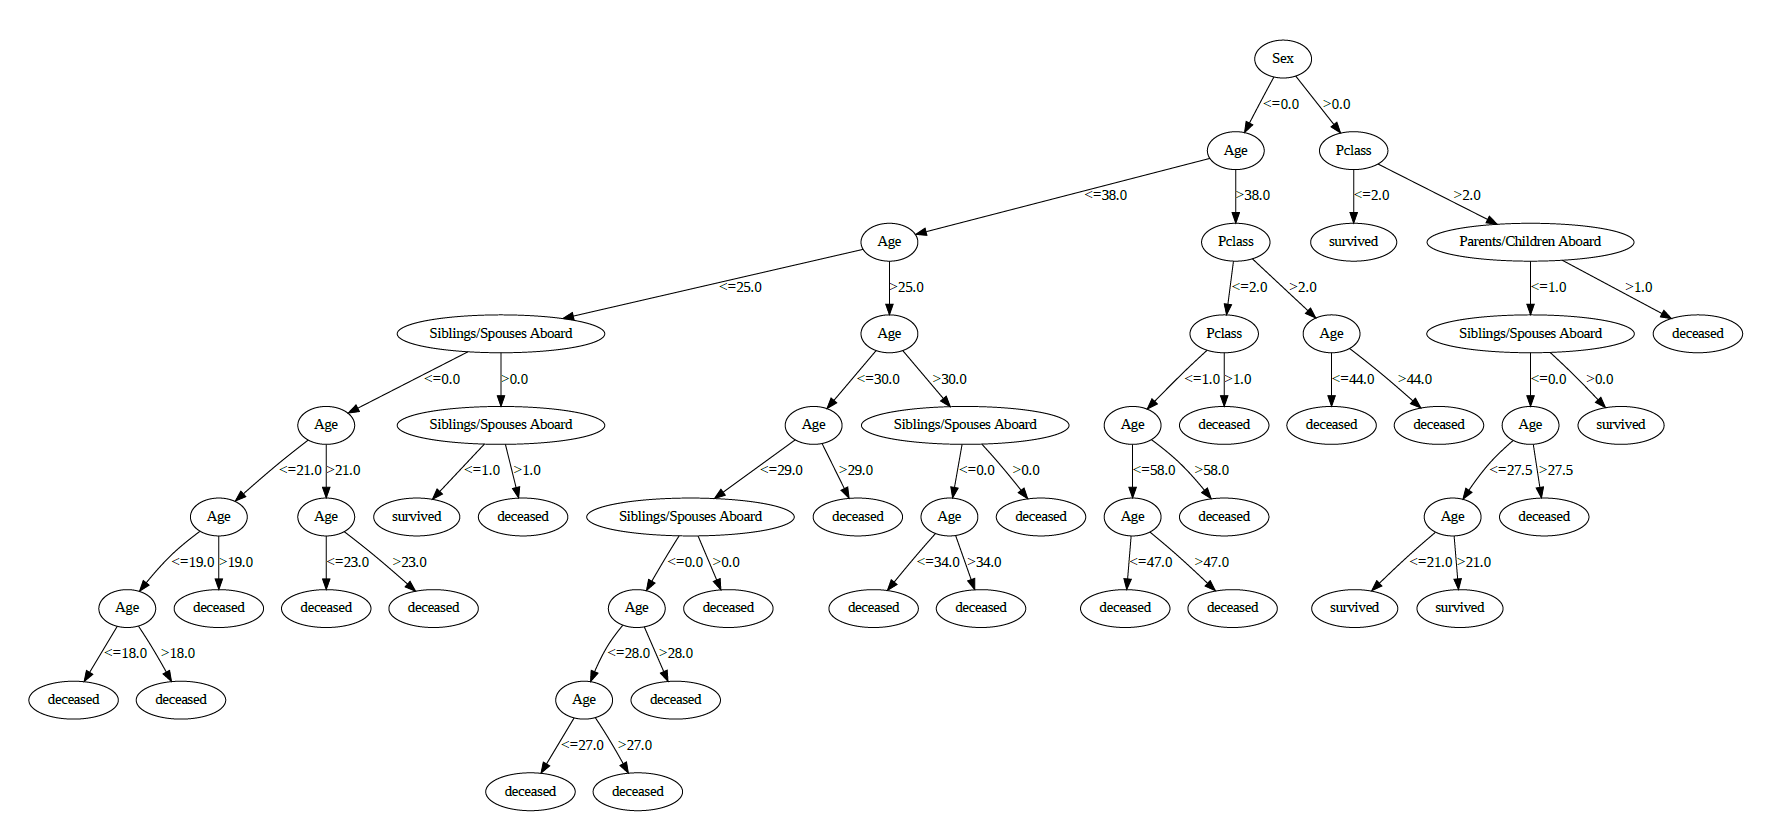 Sex
<=0.0 >0.0
Age Pclass
<=38.0 >38.0 <=2.0 >2.0
Age Pclass survived Parents/Children Aboard
<=25.0 >25.0 <=2.0 >2.0 <=1.0 >1.0
Siblings/Spouses Aboard Age Pclass Age Siblings/Spouses Aboard deceased
<=0.0 >0.0 <=30.0 >30.0 <=1.0 >1.0 <=44.0 >44.0 <=0.0 >0.0
Age Siblings/Spouses Aboard Age Siblings/Spouses Aboard Age deceased deceased deceased Age survived
<=21.0 >21.0 <=1.0 >1.0 <=29.0 >29.0 <=0.0 >0.0 <=58.0 >58.0 <=27.5 >27.5
Age Age survived deceased Siblings/Spouses Aboard deceased Age deceased Age deceased Age deceased
<=19.0 >19.0 <=23.0 >23.0 <=0.0 >0.0 <=34.0 >34.0 <=47.0 >47.0 <=21.0 >21.0
Age deceased deceased deceased Age deceased deceased deceased deceased deceased survived survived
<=18.0 >18.0 <=28.0 >28.0
deceased deceased Age deceased
<=27.0 >27.0
deceased deceased